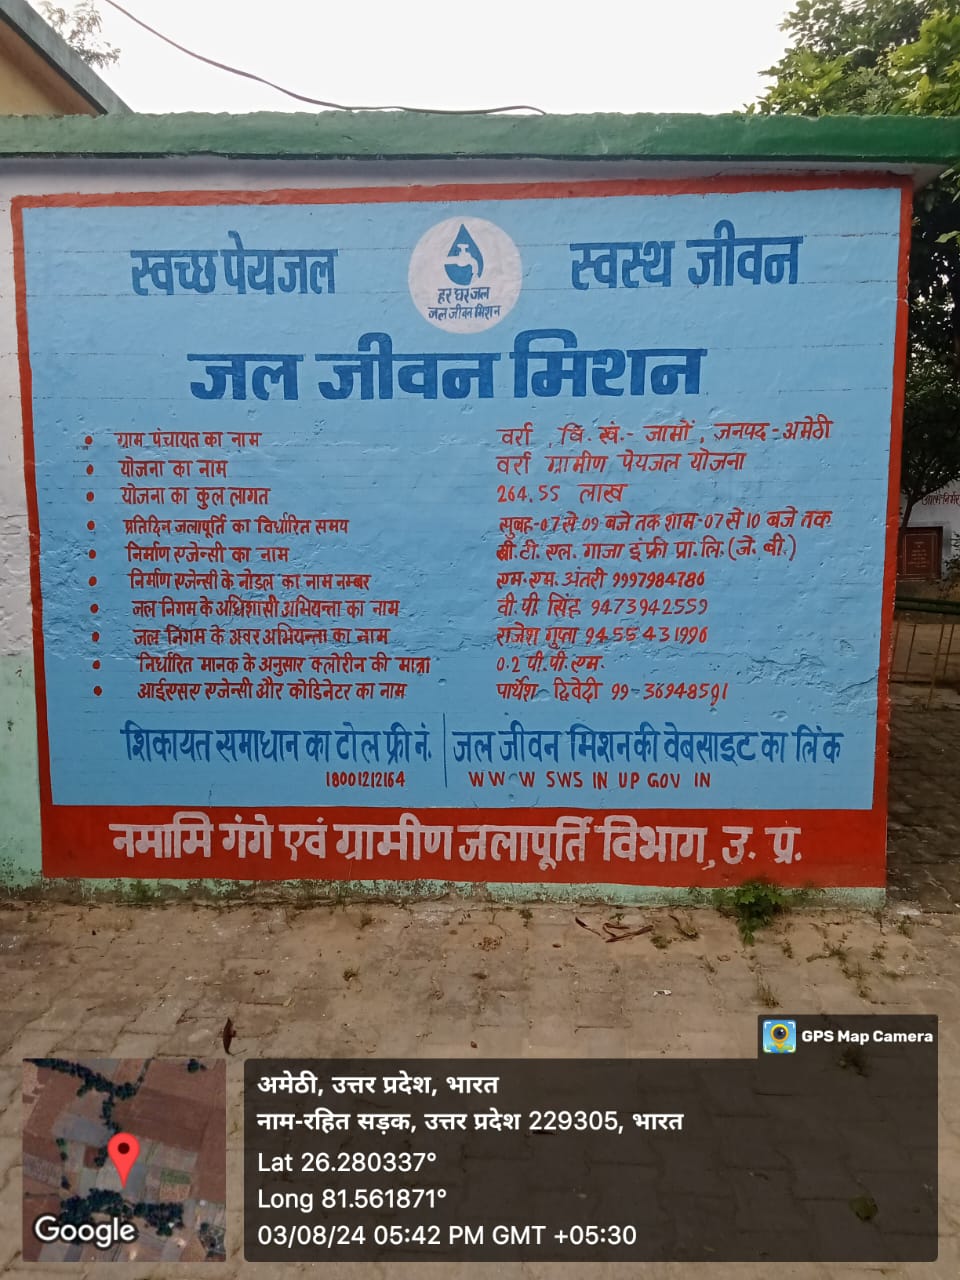 स्वच्छ पेयजल
हर घर जल
जल जीवन मिशन
स्वस्थ जीवन
जल जीवन मिशन
• ग्राम पंचायत का नाम वर्रा , वि. खं.- जामों , जनपद - अमेठी
• योजना का नाम वर्रा ग्रामीण पेयजल योजना
• योजना का कुल लागत 264.55 लाख
• प्रतिदिन जलापूर्ति का विर्धारित समय सुबह-07 से 09 बजे तक शाम-07 से 10 बजे तक
• निर्माण एजेन्सी का नाम बी. टी. एल. गाजा इंफ्री प्रा. लि. (जे. बी.)
• निर्माण एजेन्सी के नोडल का नाम नम्बर एम. एम. अंतरी 9997984786
• जल निगम के अधिशासी अभियन्ता का नाम वी. पी. सिंह 9473942559
• जल निगम के अवर अभियन्ता का नाम राजेश गुप्ता 9455431996
• निर्धारित मानक के अनुसार क्लोरीन की मात्रा 0.2 पी. पी. एम.
• आईएसए एजेन्सी और कोडिनेटर का नाम पार्थेश द्विवेदी 99-36948591
शिकायत समाधान का टोल फ्री नं. जल जीवन मिशन की वेबसाइट का लिंक
18001212164 WW W SWS IN UP GOV IN
नमामि गंगे एवं ग्रामीण जलापूर्ति विभाग, उ. प्र.
GPS Map Camera
अमेठी, उत्तर प्रदेश, भारत
नाम-रहित सड़क, उत्तर प्रदेश 229305, भारत
Lat 26.280337°
Long 81.561871°
03/08/24 05:42 PM GMT +05:30
Google